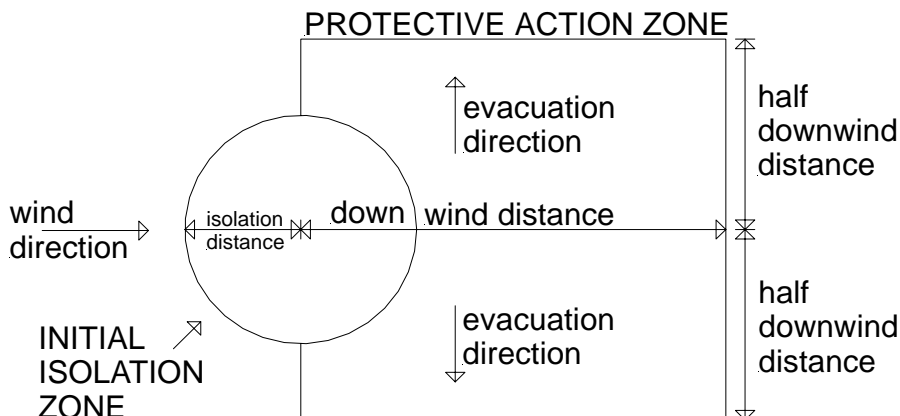 PROTECTIVE ACTION ZONE
evacuation
direction
half
downwind
distance
wind
direction
isolation
distance
down wind distance
evacuation
direction
half
downwind
distance
INITIAL
ISOLATION
ZONE